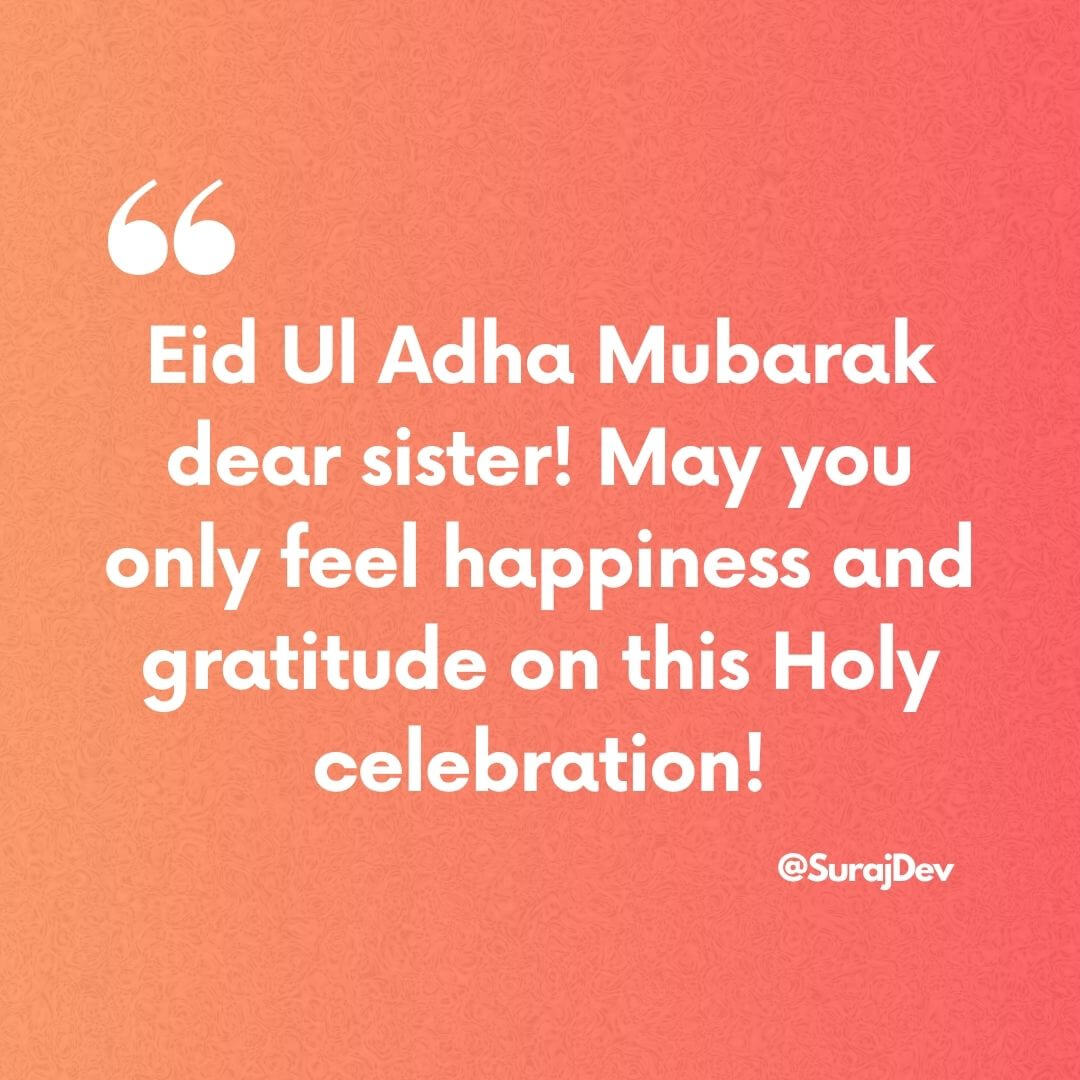 “
Eid Ul Adha Mubarak
dear sister! May you
only feel happiness and
gratitude on this Holy
celebration!
@SurajDev